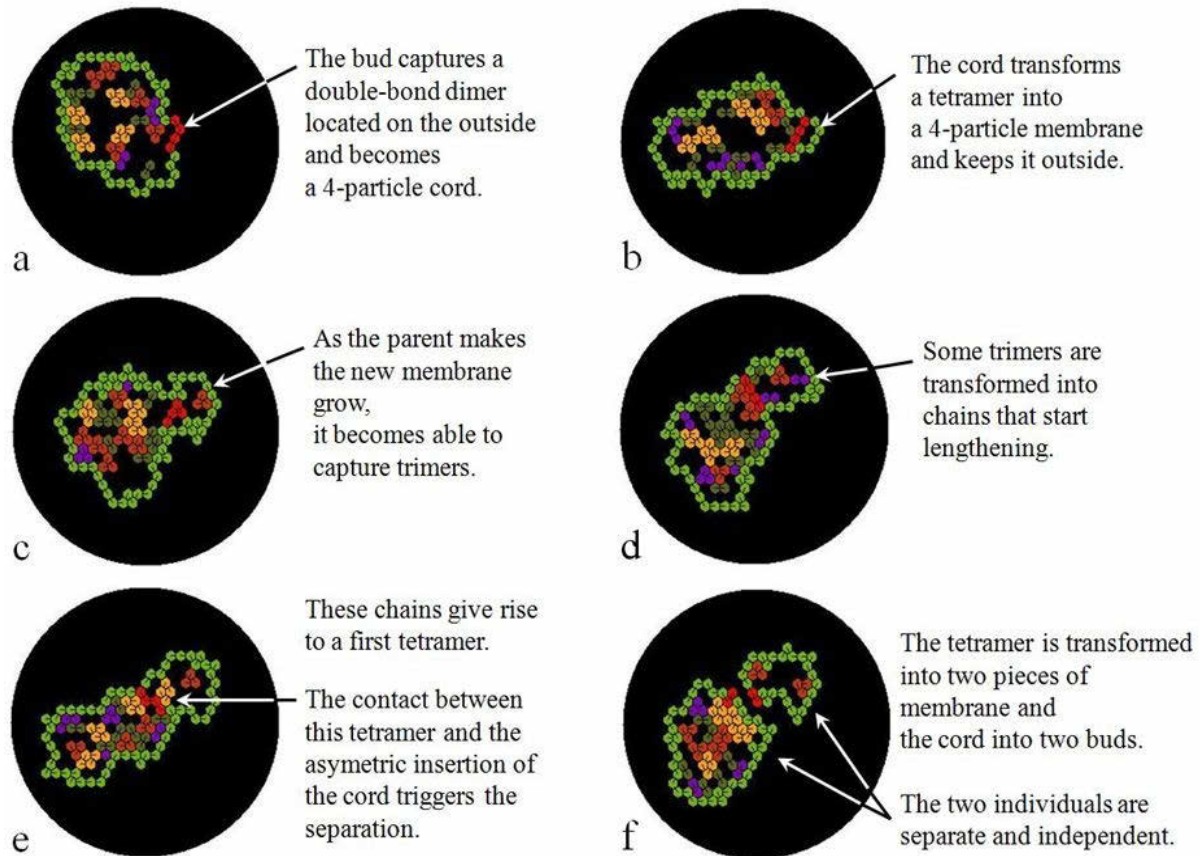 The bud captures a
double-bond dimer
located on the outside
and becomes
a 4-particle cord.
a
The cord transforms
a tetramer into
a 4-particle membrane
and keeps it outside.
b
As the parent makes
the new membrane
grow,
it becomes able to
capture trimers.
c
Some trimers are
transformed into
chains that start
lengthening.
d
These chains give rise
to a first tetramer.
The contact between
this tetramer and the
asymetric insertion of
the cord triggers the
separation.
e
The tetramer is transformed
into two pieces of
membrane and
the cord into two buds.
The two individuals are
separate and independent.
f